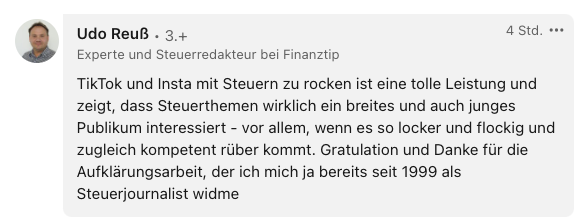 Udo Reuß • 3.+
4 Std. •••
Experte und Steuerredakteur bei Finanztip
TikTok und Insta mit Steuern zu rocken ist eine tolle Leistung und
zeigt, dass Steuerthemen wirklich ein breites und auch junges
Publikum interessiert - vor allem, wenn es so locker und flockig und
zugleich kompetent rüber kommt. Gratulation und Danke für die
Aufklärungsarbeit, der ich mich ja bereits seit 1999 als
Steuerjournalist widme